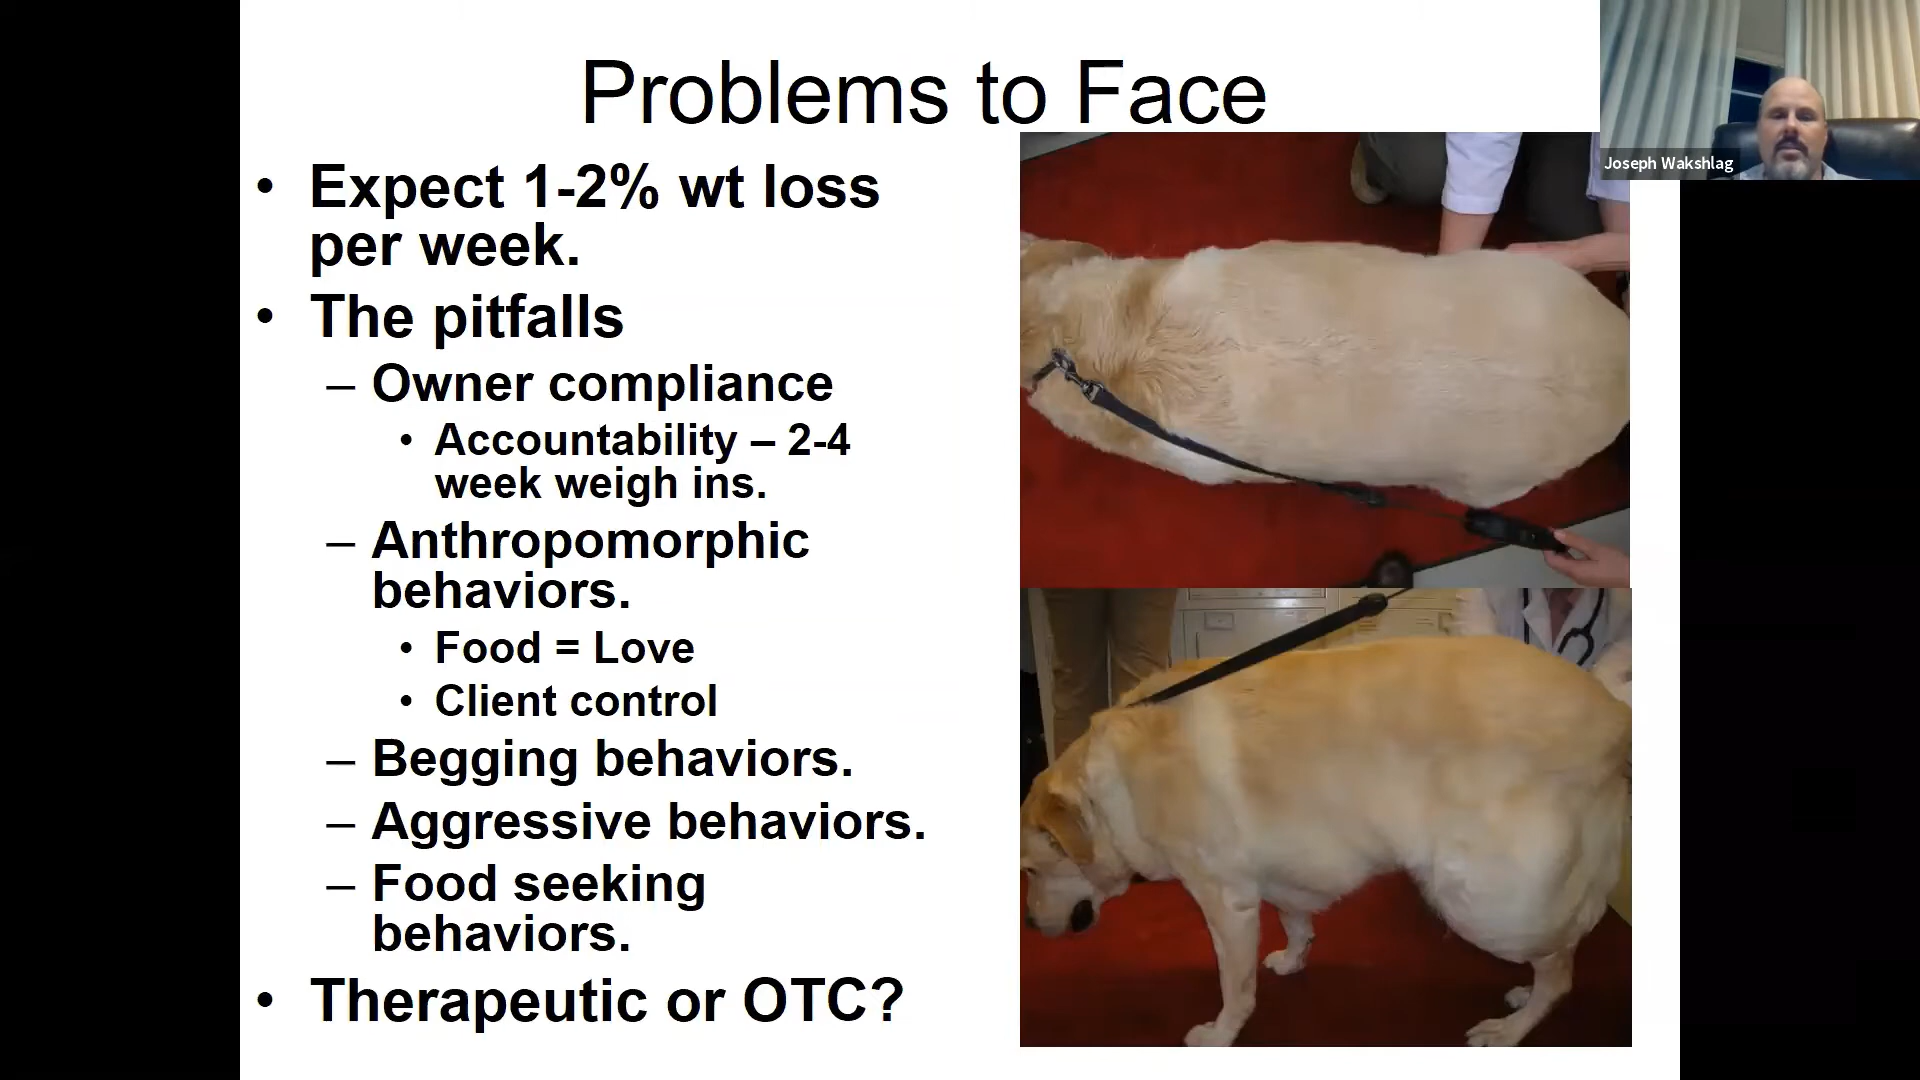 Problems to Face
Joseph Wakshlag
• Expect 1-2% wt loss
per week.
• The pitfalls
– Owner compliance
• Accountability – 2-4
week weigh ins.
– Anthropomorphic
behaviors.
• Food = Love
• Client control
– Begging behaviors.
– Aggressive behaviors.
– Food seeking
behaviors.
• Therapeutic or OTC?